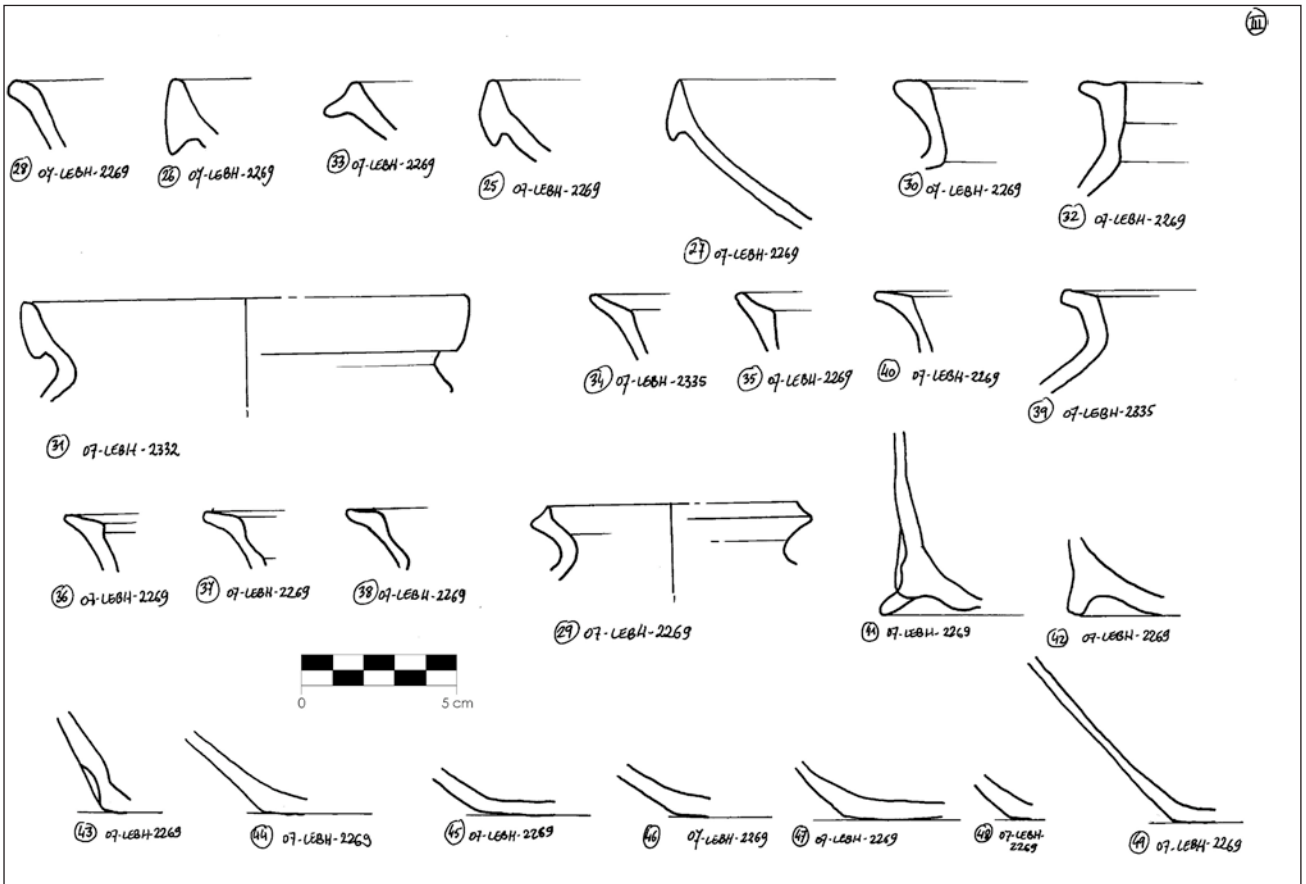 III
28 07-LEBH-2269
26 07-LEBH-2269
33 07-LEBH-2269
25 07-LEBH-2269
27 07-LEBH-2269
30 07-LEBH-2269
32 07-LEBH-2269
31 07-LEBH-2332
34 07-LEBH-2335
35 07-LEBH-2269
40 07-LEBH-2269
39 07-LEBH-2335
36 07-LEBH-2269
37 07-LEBH-2269
38 07-LEBH-2269
29 07-LEBH-2269
41 07-LEBH-2269
42 07-LEBH-2269
0 5 cm
43 07-LEBH-2269
44 07-LEBH-2269
45 07-LEBH-2269
46 07-LEBH-2269
47 07-LEBH-2269
48 07-LEBH-
2269
49 07-LEBH-2269